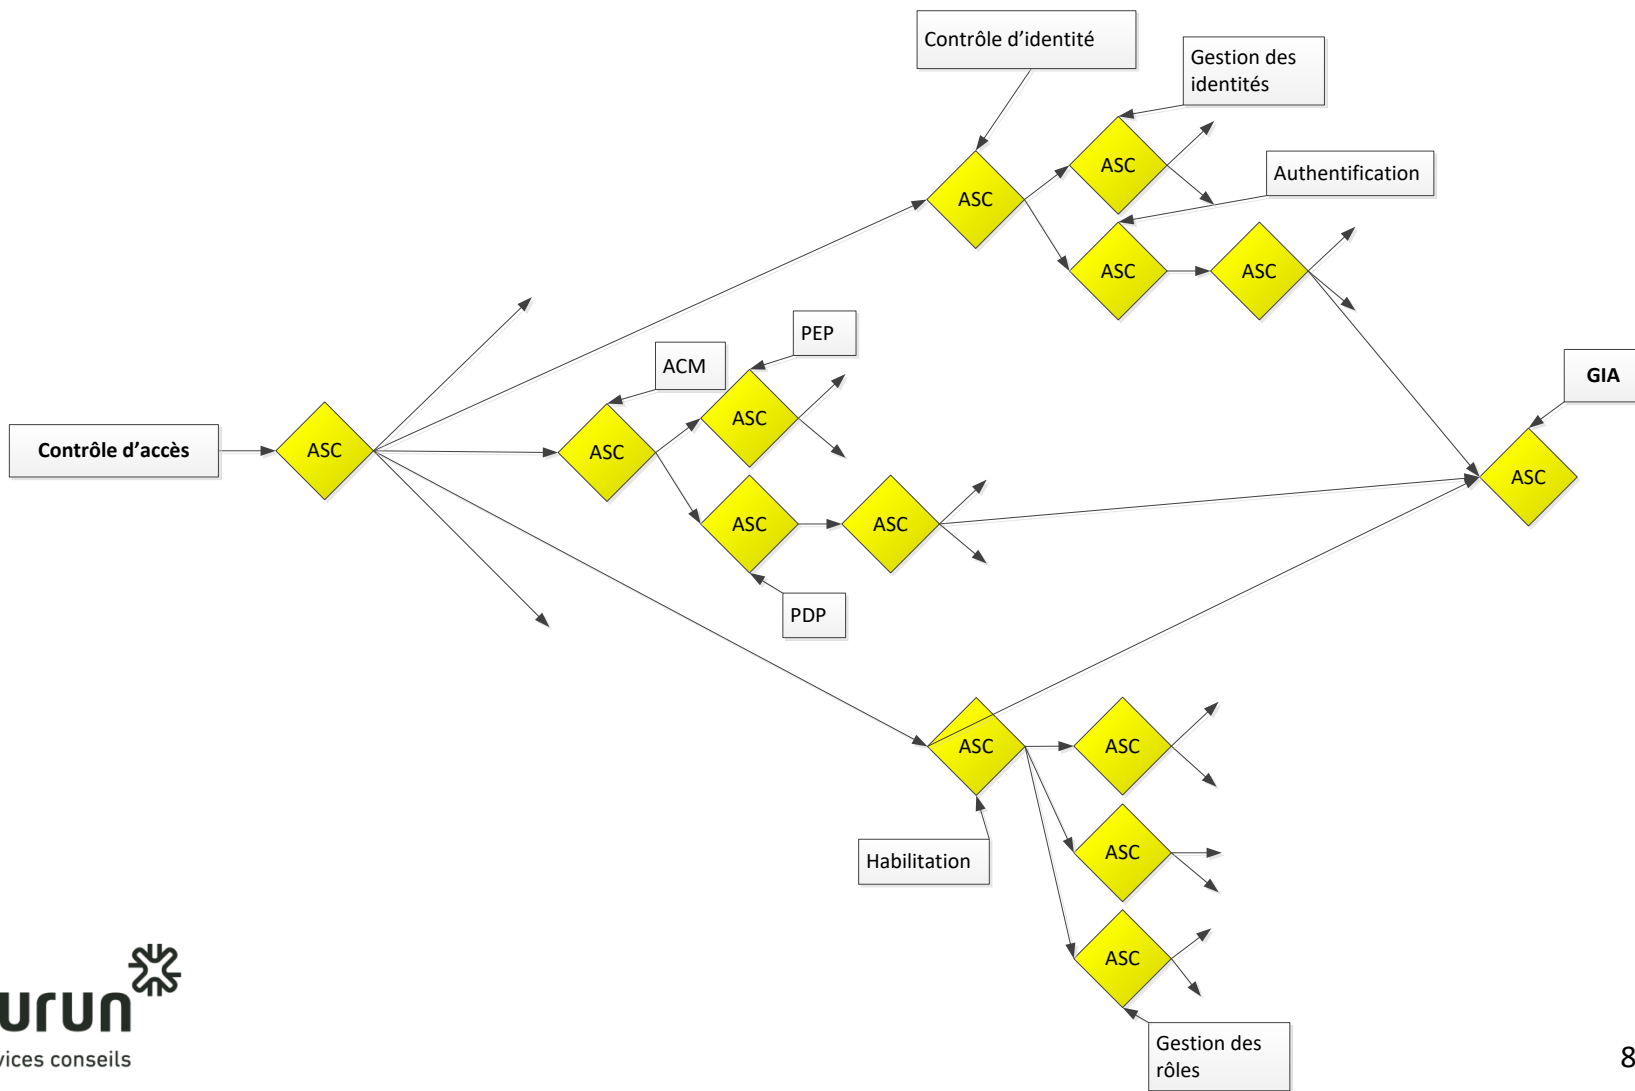 Contrôle d’identité
Gestion des
identités
ASC
Authentification
ASC
ASC
ASC
PEP
ACM
GIA
ASC
Contrôle d’accès
ASC
ASC
ASC
ASC
ASC
PDP
ASC
ASC
ASC
Habilitation
ASC
Gestion des
rôles
urun
vices conseils
8